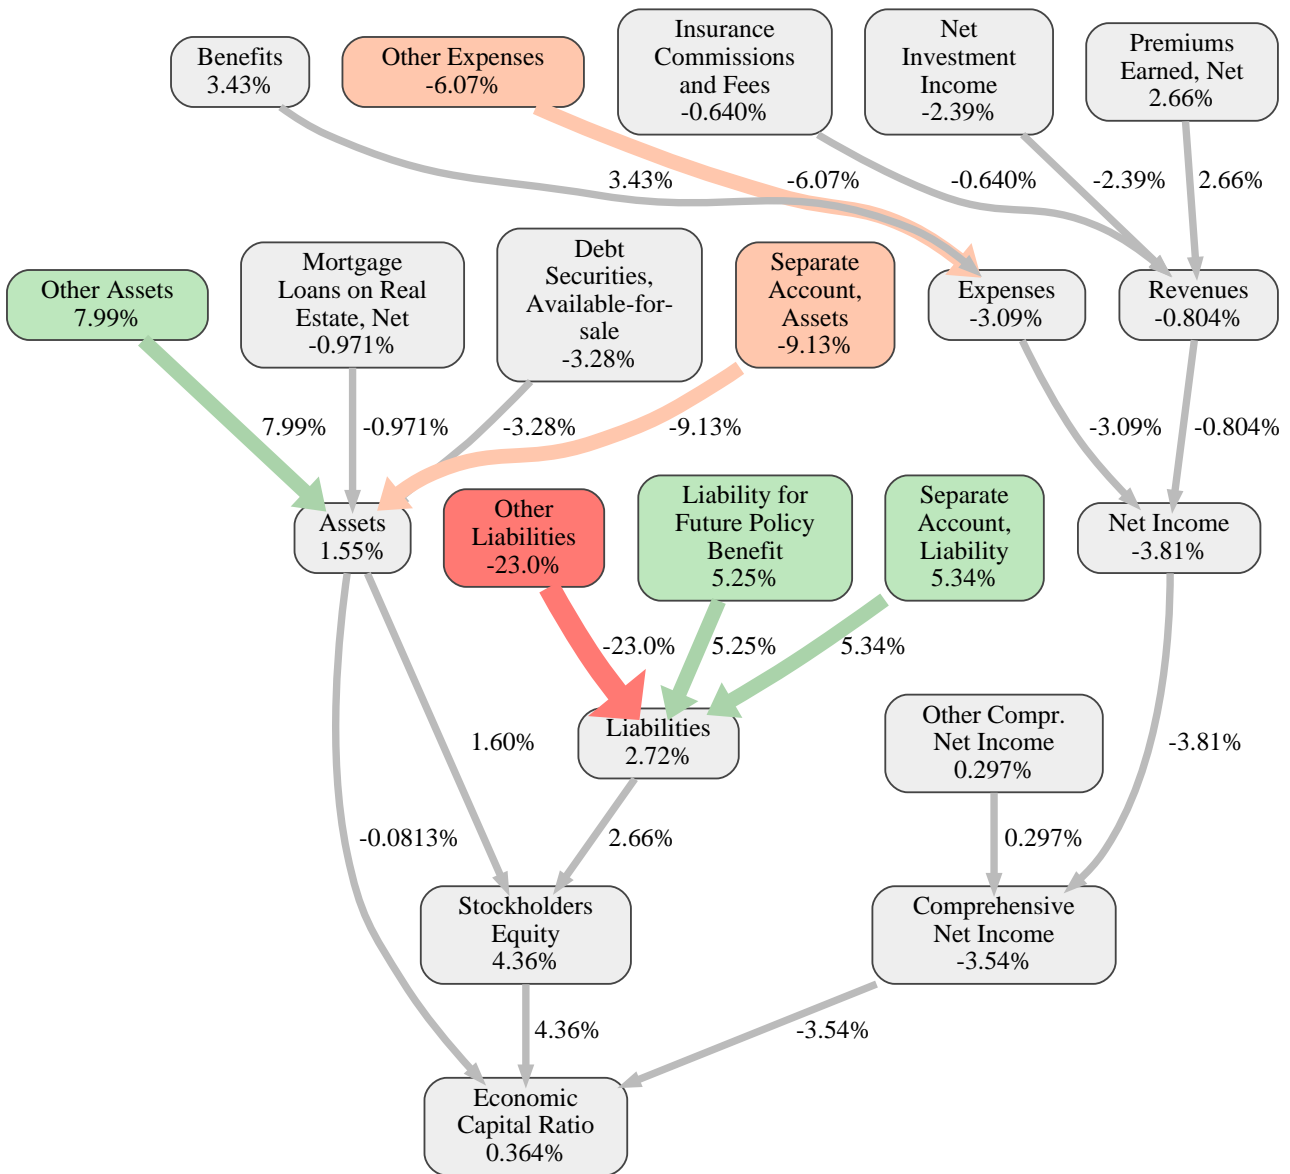 Benefits
3.43%
Other Expenses
-6.07%
Insurance
Commissions
and Fees
-0.640%
Net
Investment
Income
-2.39%
Premiums
Earned, Net
2.66%
3.43%
-6.07%
-0.640%
-2.39%
2.66%
Other Assets
7.99%
Mortgage
Loans on Real
Estate, Net
-0.971%
Debt
Securities,
Available-for-
sale
-3.28%
Separate
Account,
Assets
-9.13%
Expenses
-3.09%
Revenues
-0.804%
7.99%
-0.971%
-3.28%
-9.13%
-3.09%
-0.804%
Assets
1.55%
Other
Liabilities
-23.0%
Liability for
Future Policy
Benefit
5.25%
Separate
Account,
Liability
5.34%
Net Income
-3.81%
-23.0%
5.25%
5.34%
Liabilities
2.72%
Other Compr.
Net Income
0.297%
1.60%
-3.81%
-0.0813%
2.66%
0.297%
Stockholders
Equity
4.36%
Comprehensive
Net Income
-3.54%
4.36%
-3.54%
Economic
Capital Ratio
0.364%